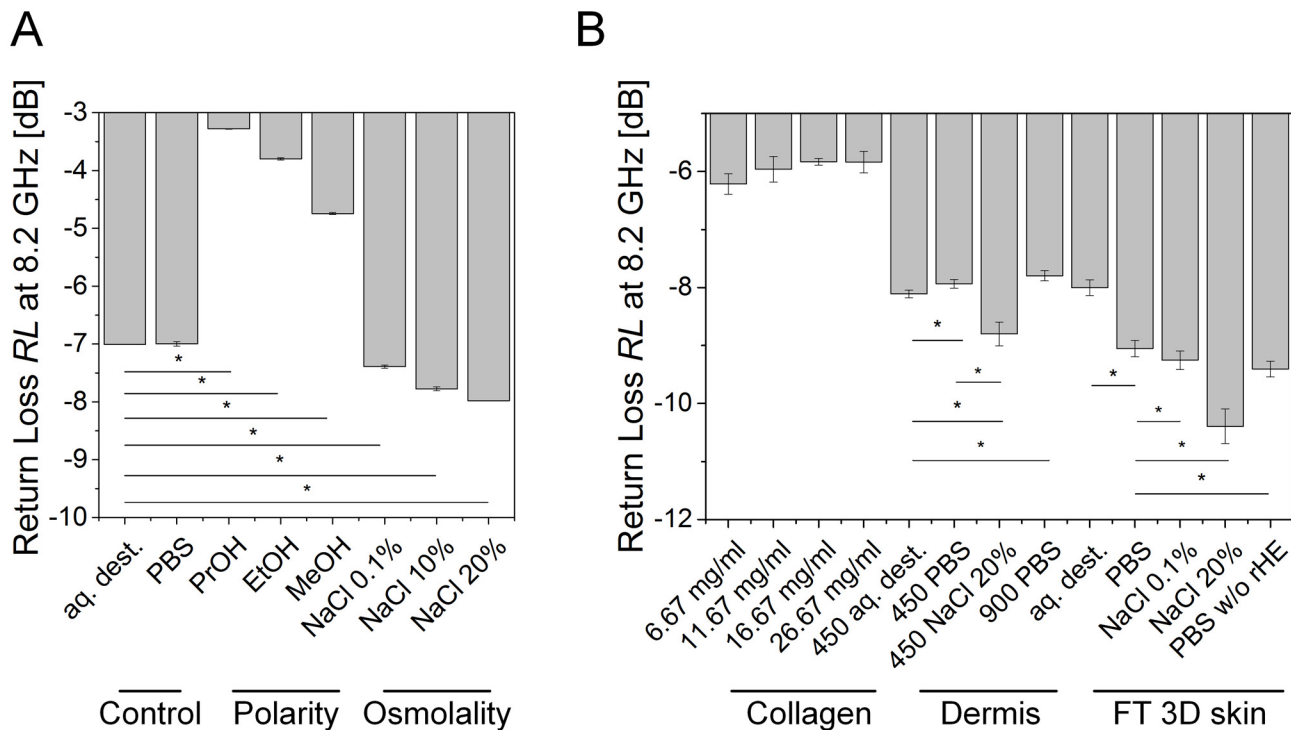 A
Return Loss RL at 8.2 GHz [dB]
-3
-4
-5
-6
-7
-8
-9
-10
*
*
*
*
*
*
aq. dest.
PBS
PrOH
EtOH
MeOH
NaCl 0.1%
NaCl 10%
NaCl 20%
Control
Polarity
Osmolality
B
Return Loss RL at 8.2 GHz [dB]
-6
-8
-10
-12
*
*
*
*
*
*
*
*
6.67 mg/ml
11.67 mg/ml
16.67 mg/ml
26.67 mg/ml
450 aq. dest.
450 PBS
450 NaCl 20%
900 PBS
aq. dest.
PBS
NaCl 0.1%
NaCl 20%
PBS w/o rHE
Collagen
Dermis
FT 3D skin